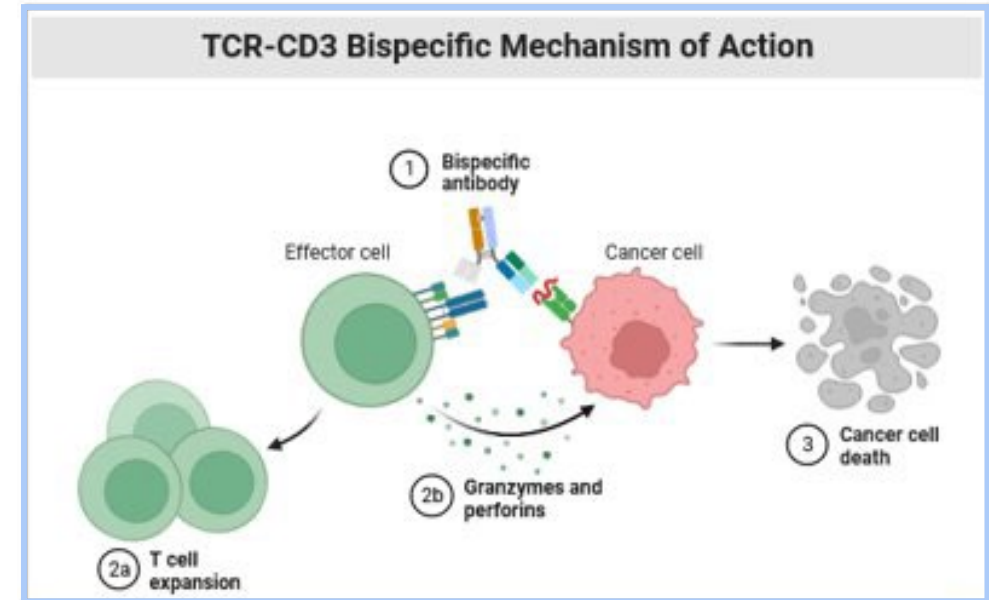 TCR-CD3 Bispecific Mechanism of Action
1 Bispecific
antibody
Effector cell
Cancer cell
3 Cancer cell
death
2b Granzymes and
perforins
2a T cell
expansion